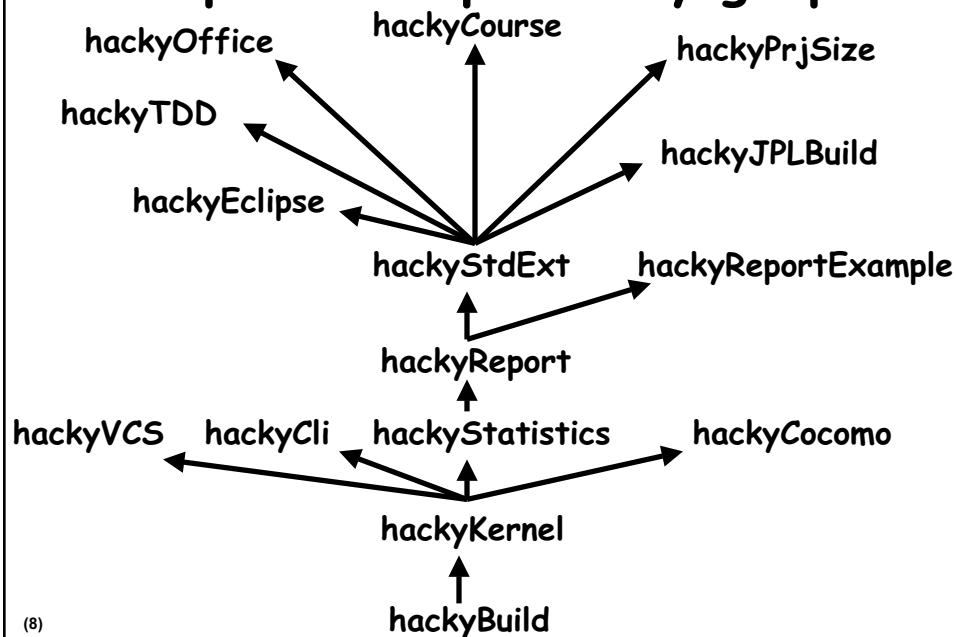 hackyCourse
hackyOffice
hackyPrjSize
hackyTDD
hackyJPLBuild
hackyEclipse
hackyStdExt
hackyReportExample
hackyReport
hackyVCS
hackyCli
hackyStatistics
hackyCocomo
hackyKernel
hackyBuild
(8)